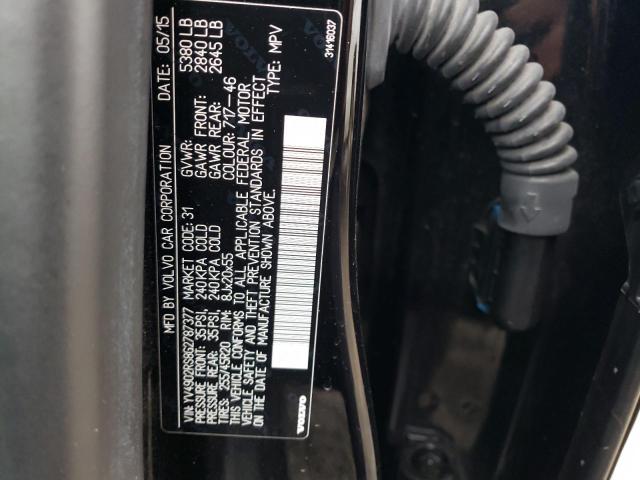 MFD BY VOLVO CAR CORPORATION DATE: 05/15
VIN: YV4902RS862787377 MARKET CODE: 31 GVWR: 5380 LB
PRESSURE FRONT: 35PSI, 240KPA COLD GAWR FRONT: 2840 LB
PRESSURE REAR: 35PSI, 240KPA COLD GAWR REAR: 2645 LB
TIRES: 255/45R20 RIM: 8Jx20x55 COLOUR: 717-46
THIS VEHICLE CONFORMS TO ALL APPLICABLE FEDERAL MOTOR
VEHICLE SAFETY AND THEFT PREVENTION STANDARDS IN EFFECT
DATE OF MANUFACTURE SHOWN ABOVE. TYPE: MPV
VOLVO 31416037